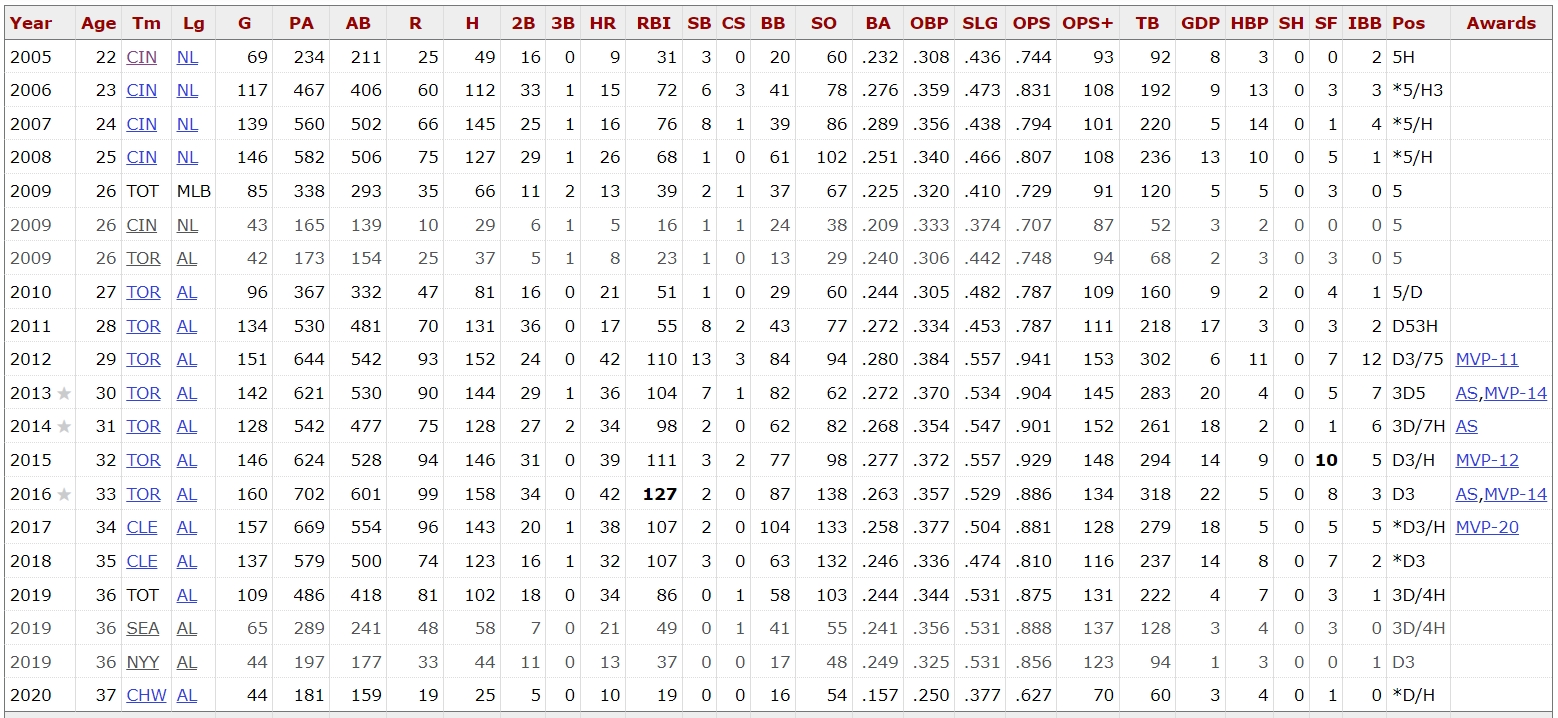 Year Age Tm Lg G PA AB R H 2B 3B HR RBI SB CS BB SO BA OBP SLG OPS OPS+ TB GDP HBP SH SF IBB Pos Awards
2005 22 CIN NL 69 234 211 25 49 16 0 9 31 3 0 20 60 .232 .308 .436 .744 93 92 8 3 0 0 2 5H
2006 23 CIN NL 117 467 406 60 112 33 1 15 72 6 3 41 78 .276 .359 .473 .831 108 192 9 13 0 3 3 *5/H3
2007 24 CIN NL 139 560 502 66 145 25 1 16 76 8 1 39 86 .289 .356 .438 .794 101 220 5 14 0 1 4 *5/H
2008 25 CIN NL 146 582 506 75 127 29 1 26 68 1 0 61 102 .251 .340 .466 .807 108 236 13 10 0 5 1 *5/H
2009 26 TOT MLB 85 338 293 35 66 11 2 13 39 2 1 37 67 .225 .320 .410 .729 91 120 5 5 0 3 0 5
2009 26 CIN NL 43 165 139 10 29 6 1 5 16 1 1 24 38 .209 .333 .374 .707 87 52 3 2 0 0 0 5
2009 26 TOR AL 42 173 154 25 37 5 1 8 23 1 0 13 29 .240 .306 .442 .748 94 68 2 3 0 3 0 5
2010 27 TOR AL 96 367 332 47 81 16 0 21 51 1 0 29 60 .244 .305 .482 .787 109 160 9 2 0 4 1 5/D
2011 28 TOR AL 134 530 481 70 131 36 0 17 55 8 2 43 77 .272 .334 .453 .787 111 218 17 3 0 3 2 D53H
2012 29 TOR AL 151 644 542 93 152 24 0 42 110 13 3 84 94 .280 .384 .557 .941 153 302 6 11 0 7 12 D3/75 MVP-11
2013 ★ 30 TOR AL 142 621 530 90 144 29 1 36 104 7 1 82 62 .272 .370 .534 .904 145 283 20 4 0 5 7 3D5 AS,MVP-14
2014 ★ 31 TOR AL 128 542 477 75 128 27 2 34 98 2 0 62 82 .268 .354 .547 .901 152 261 18 2 0 1 6 3D/7H AS
2015 32 TOR AL 146 624 528 94 146 31 0 39 111 3 2 77 98 .277 .372 .557 .929 148 294 14 9 0 10 5 D3/H MVP-12
2016 ★ 33 TOR AL 160 702 601 99 158 34 0 42 127 2 0 87 138 .263 .357 .529 .886 134 318 22 5 0 8 3 D3 AS,MVP-14
2017 34 CLE AL 157 669 554 96 143 20 1 38 107 2 0 104 133 .258 .377 .504 .881 128 279 18 5 0 5 5 *D3/H MVP-20
2018 35 CLE AL 137 579 500 74 123 16 1 32 107 3 0 63 132 .246 .336 .474 .810 116 237 14 8 0 7 2 *D3
2019 36 TOT AL 109 486 418 81 102 18 0 34 86 0 1 58 103 .244 .344 .531 .875 131 222 4 7 0 3 1 3D/4H
2019 36 SEA AL 65 289 241 48 58 7 0 21 49 0 1 41 55 .241 .356 .531 .888 137 128 3 4 0 3 0 3D/4H
2019 36 NYY AL 44 197 177 33 44 11 0 13 37 0 0 17 48 .249 .325 .531 .856 123 94 1 3 0 0 1 D3
2020 37 CHW AL 44 181 159 19 25 5 0 10 19 0 0 16 54 .157 .250 .377 .627 70 60 3 4 0 1 0 *D/H